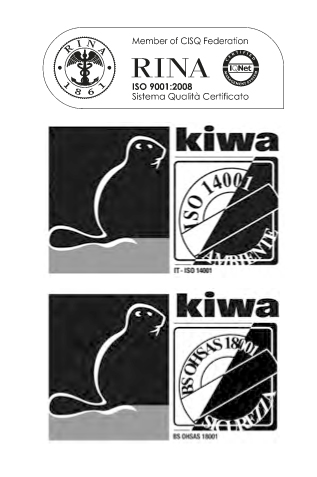 RINA
1861
Member of CISQ Federation
RINA
CERTIFIED
IQNet
ISO 9001:2008
Sistema Qualità Certificato
kiwa
ISO 14001
AMBIENTE
IT - ISO 14001
kiwa
BS OHSAS 18001
SICUREZZA
BS OHSAS 18001